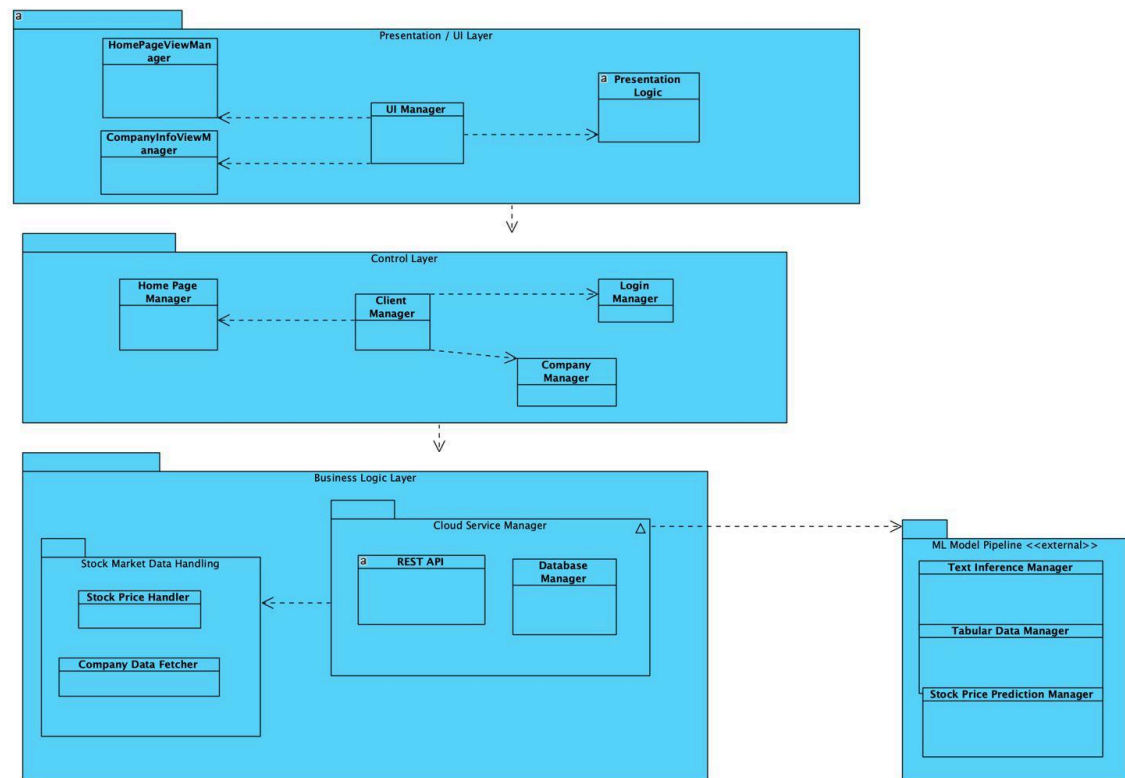 a
Presentation / UI Layer
HomePageViewMan
ager
UI Manager
a Presentation
Logic
CompanyInfoViewM
anager
Control Layer
Home Page
Manager
Client
Manager
Login
Manager
Company
Manager
Business Logic Layer
Cloud Service Manager
Stock Market Data Handling
Stock Price Handler
Company Data Fetcher
a REST API
Database
Manager
ML Model Pipeline <<external>>
Text Inference Manager
Tabular Data Manager
Stock Price Prediction Manager